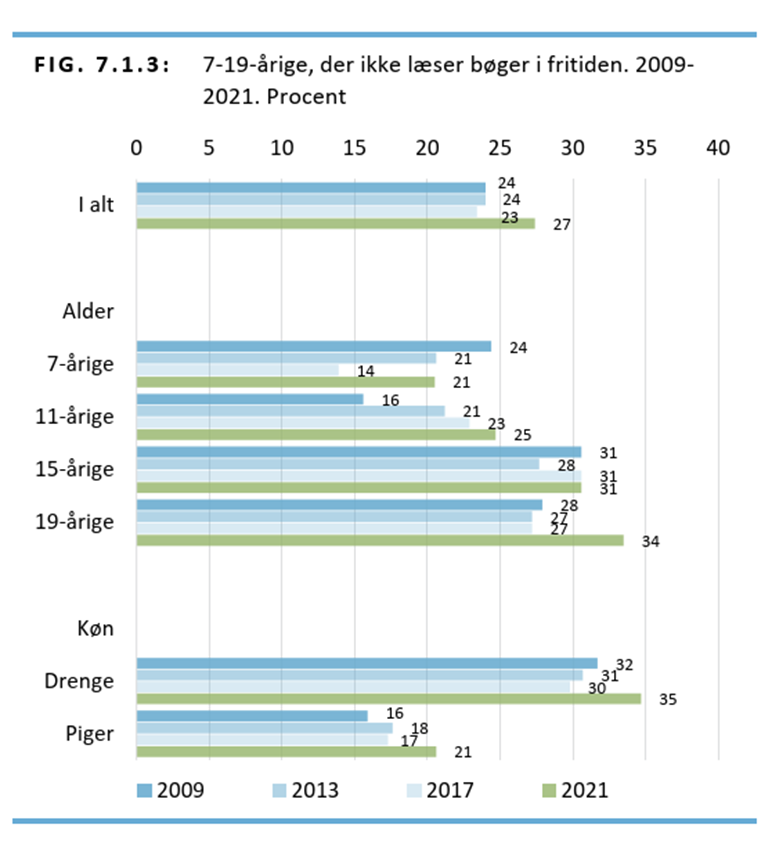 FIG. 7.1.3: 7-19-årige, der ikke læser bøger i fritiden. 2009-
2021. Procent
0 5 10 15 20 25 30 35 40
I alt
24
24
23
27
Alder
7-årige
24
21
14
21
11-årige
16
21
23
25
15-årige
31
28
31
31
19-årige
28
27
27
34
Køn
Drenge
32
31
30
35
Piger
16
18
17
21
2009 2013 2017 2021